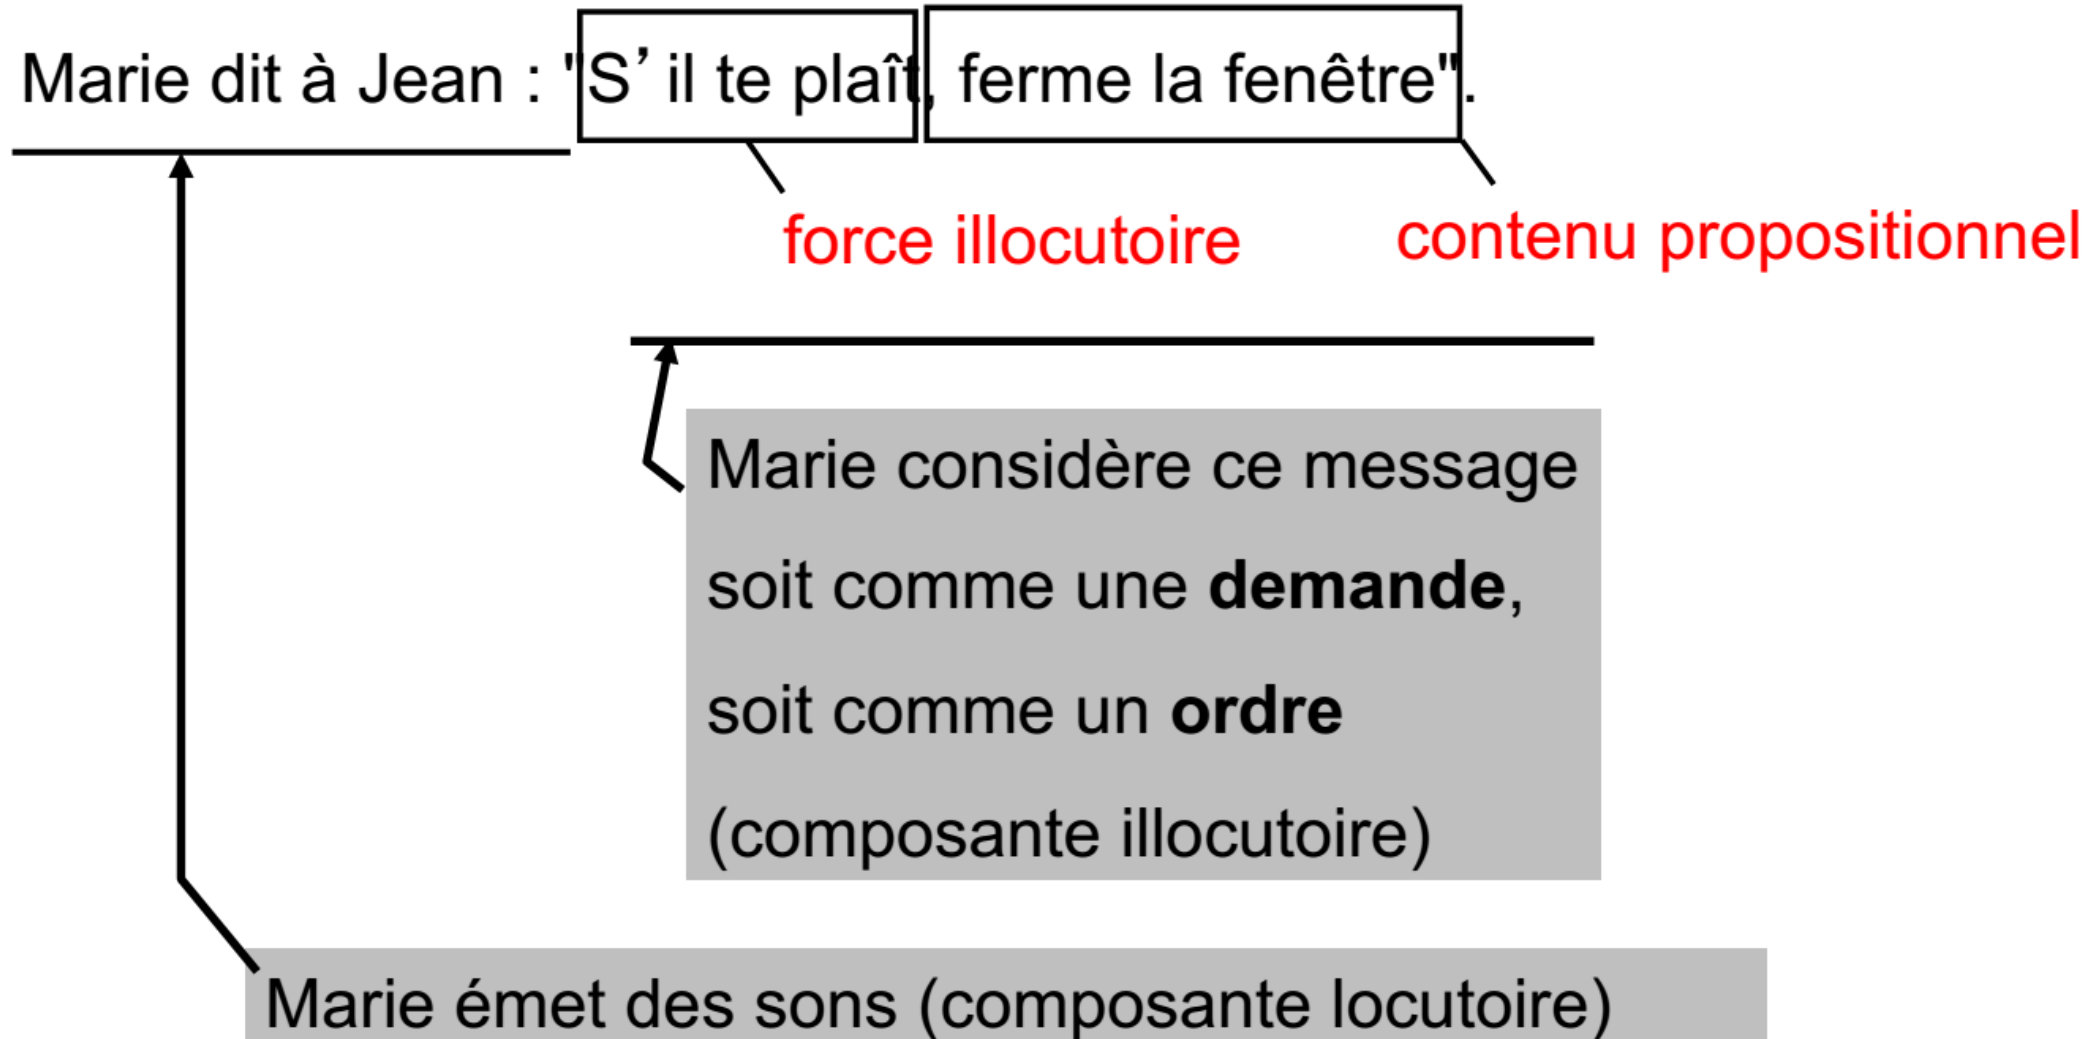 Marie dit à Jean : "S’ il te plaît, ferme la fenêtre".
force illocutoire
contenu propositionnel
Marie considère ce message
soit comme une demande,
soit comme un ordre
(composante illocutoire)
Marie émet des sons (composante locutoire)